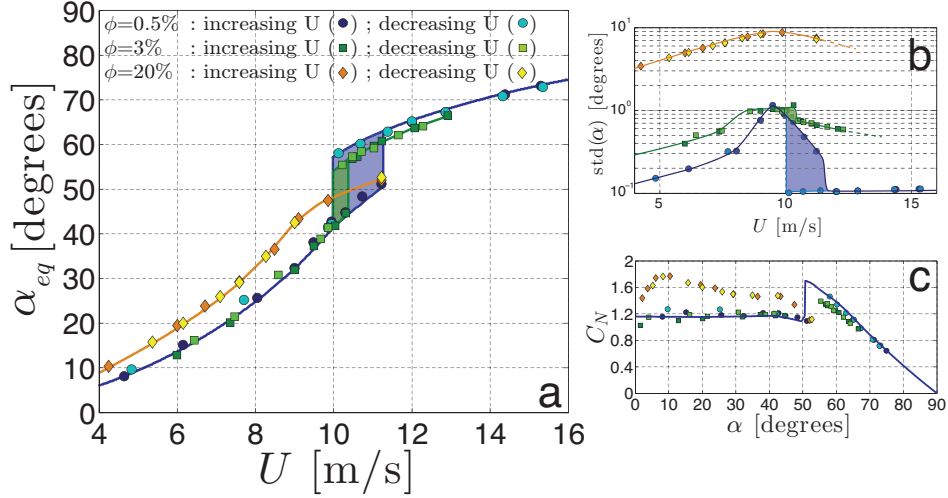 ϕ=0.5% : increasing U ( ) ; decreasing U ( )
ϕ=3% : increasing U ( ) ; decreasing U ( )
ϕ=20% : increasing U ( ) ; decreasing U ( )
90
80
70
60
50
40
30
20
10
0
α_eq [degrees]
4 6 8 10 12 14 16
U [m/s]
a
10^1
10^0
10^-1
std(α) [degrees]
5 10 15
U [m/s]
b
2
1.6
1.2
0.8
0.4
0
C_N
0 10 20 30 40 50 60 70 80 90
α [degrees]
c